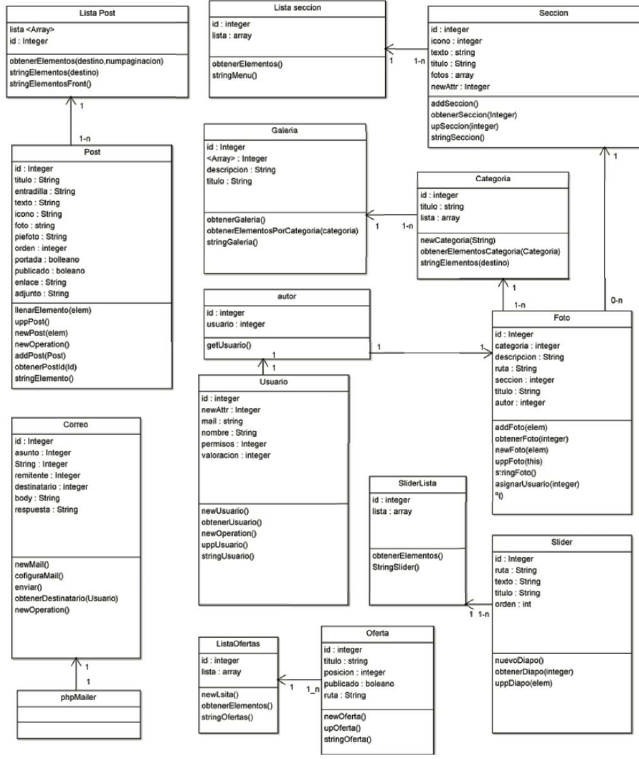 Lista Post
lista <Array>
id : Integer
obtenerElementos(destino,numpaginacion)
stringElementos(destino)
stringElementosFront()
1
1-n
Post
id : Integer
titulo : String
entradilla : String
texto : String
icono : String
foto : string
piefoto : String
orden : integer
portada : bolleano
publicado : boleano
enlace : String
adjunto : String
llenarElemento(elem)
uppPost()
newPost(elem)
newOperation()
addPost(Post)
obtenerPostId(Id)
stringElemento()
Lista seccion
id : integer
lista : array
obtenerElementos()
stringMenu()
1
1-n
Seccion
id : integer
icono : integer
texto : string
titulo : String
fotos : array
newAttr : Integer
addSeccion()
obtenerSeccion(Integer)
upSeccion(integer)
stringSeccion()
1
0-n
Galeria
id : Integer
<Array> : Integer
descripcion : String
titulo : String
obtenerGaleria()
obtenerElementosPorCategoria(categoria)
stringGaleria()
1
1-n
Categoria
id : integer
titulo : string
lista : array
newCategoria(String)
obtenerElementosCategoria(Categoria)
stringElementos(destino)
1
1-n
autor
id : integer
usuario : integer
getUsuario()
1
1
1
1
Foto
id : Integer
categoria : integer
descripcion : String
ruta : String
seccion : integer
titulo : String
autor : integer
addFoto(elem)
obtenerFoto(integer)
newFoto(elem)
uppFoto(this)
stringFoto()
asignarUsuario(integer)
Usuario
id : integer
newAttr : Integer
mail : string
nombre : String
permisos : Integer
valoracion : integer
newUsuario()
obtenerUsuario()
newOperation()
uppUsuario()
stringUsuario()
Correo
id : Integer
asunto : Integer
String : Integer
remitente : integer
destinatario : integer
body : String
respuesta : String
newMail()
cofiguraMail()
enviar()
obtenerDestinatario(Usuario)
newOperation()
1
1
phpMailer
SliderLista
id : integer
lista : array
obtenerElementos()
StringSlider()
1
1-n
Slider
id : Integer
ruta : String
texto : String
titulo : String
orden : int
nuevoDiapo()
obtenerDiapo(integer)
uppDiapo(elem)
ListaOfertas
id : integer
lista : array
newLsita()
obtenerElementos()
stringOfertas()
1
1_n
Oferta
id : integer
titulo : string
posicion : integer
publicado : boleano
ruta : String
newOferta()
upOferta()
stringOferta()